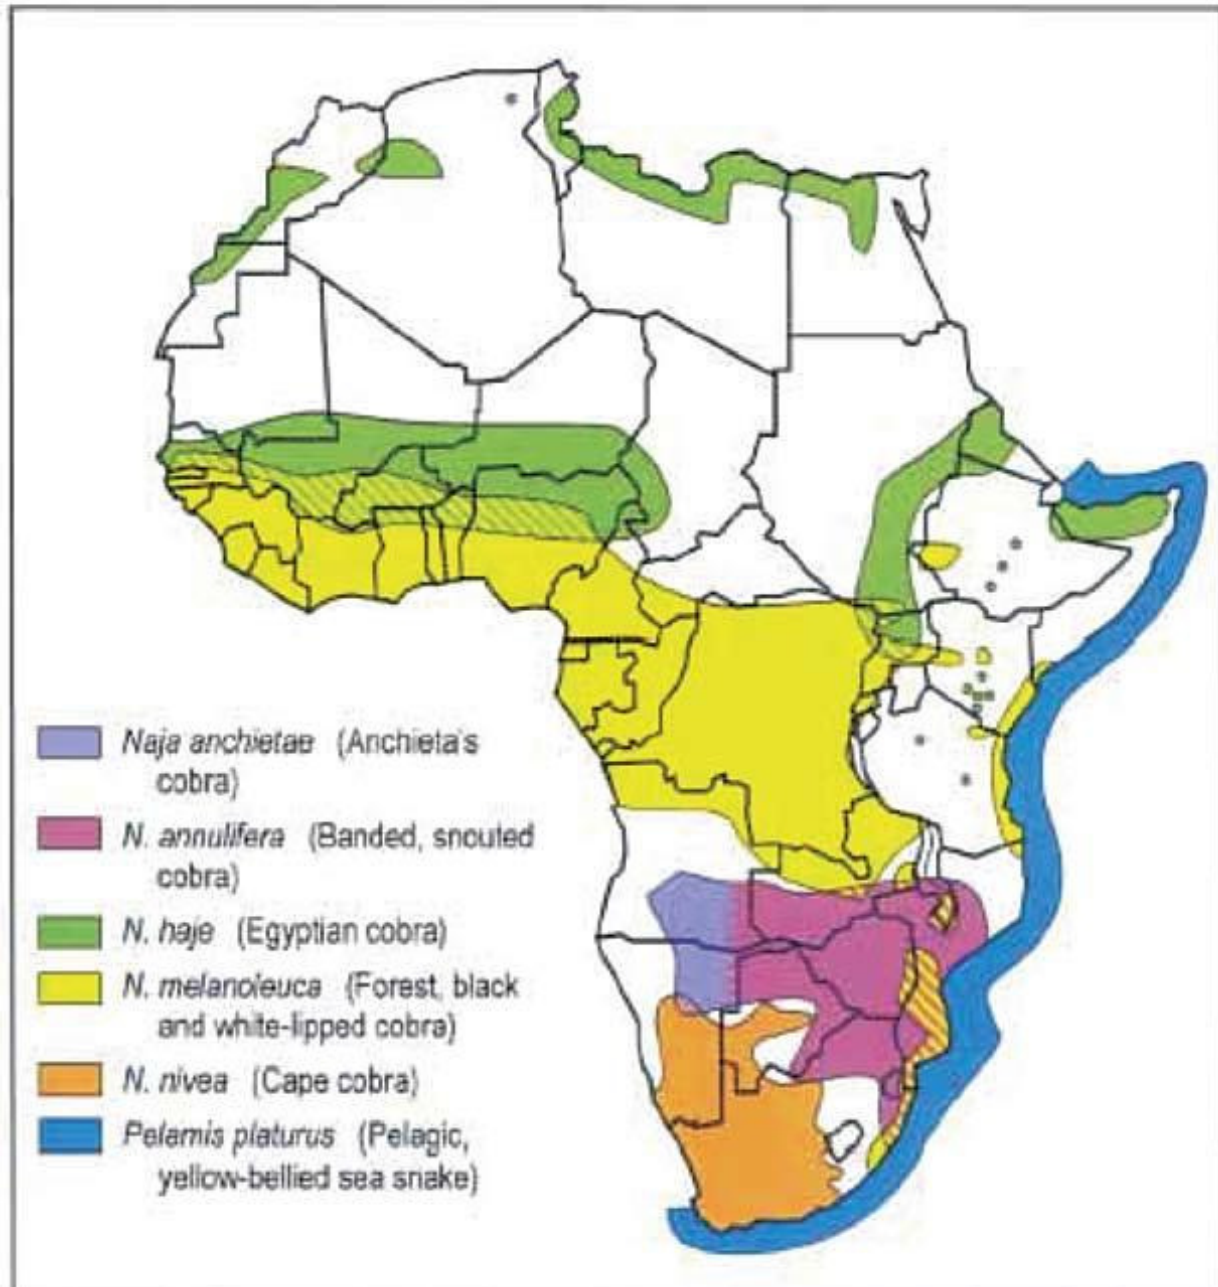 Naja anchietae (Anchieta's
cobra)
N. annulifera (Banded, snouted
cobra)
N. haje (Egyptian cobra)
N. melanoleuca (Forest, black
and white-lipped cobra)
N. nivea (Cape cobra)
Pelamis platurus (Pelagic,
yellow-bellied sea snake)